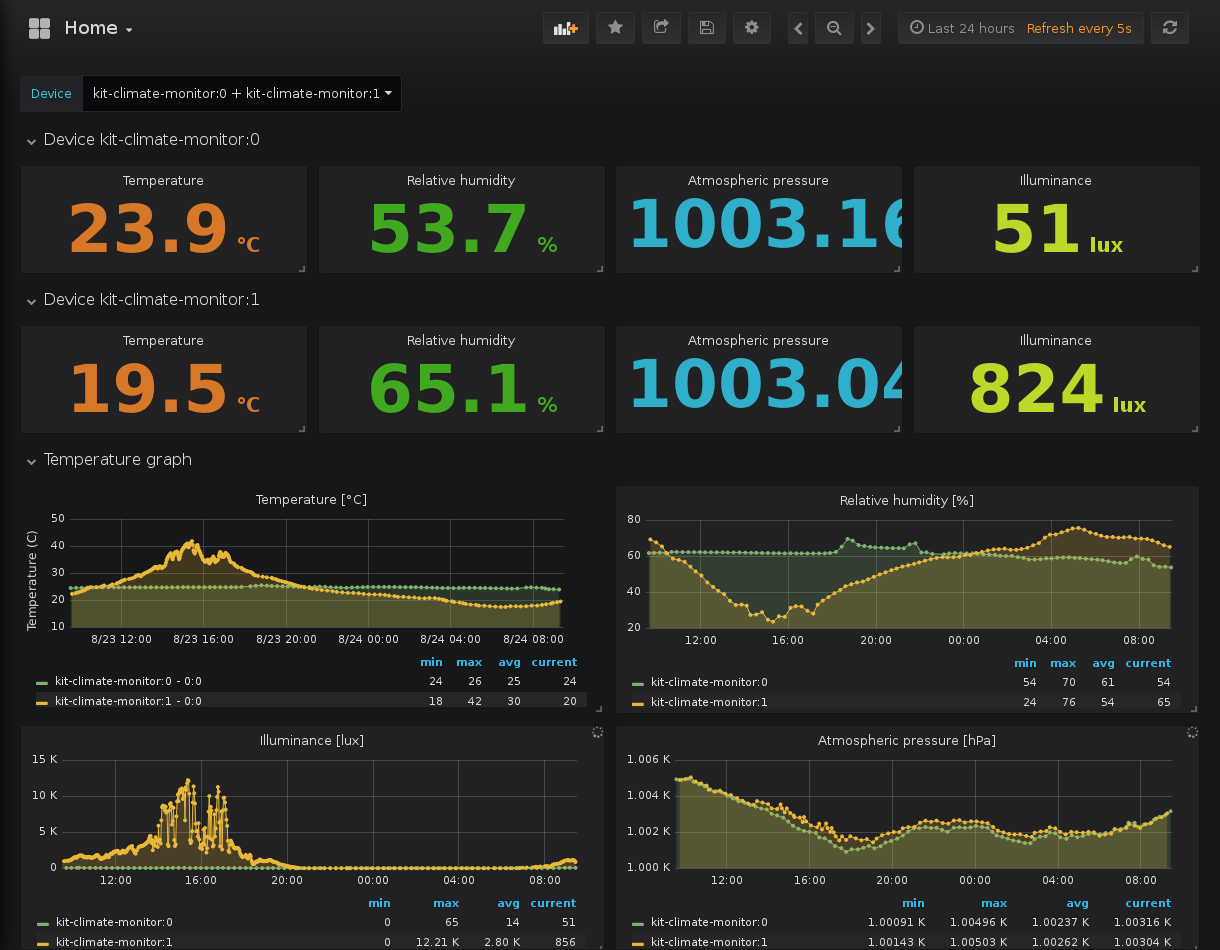 Home
Last 24 hours Refresh every 5s
Device kit-climate-monitor:0 + kit-climate-monitor:1
Device kit-climate-monitor:0
Temperature Relative humidity Atmospheric pressure Illuminance
23.9 °C 53.7 % 1003.16 51 lux
Device kit-climate-monitor:1
Temperature Relative humidity Atmospheric pressure Illuminance
19.5 °C 65.1 % 1003.04 824 lux
Temperature graph
Temperature [°C]
Temperature (C)
50
40
30
20
10
8/23 12:00 8/23 16:00 8/23 20:00 8/24 00:00 8/24 04:00 8/24 08:00
min max avg current
kit-climate-monitor:0 - 0:0 24 26 25 24
kit-climate-monitor:1 - 0:0 18 42 30 20
Relative humidity [%]
80
60
40
20
12:00 16:00 20:00 00:00 04:00 08:00
min max avg current
kit-climate-monitor:0 54 70 61 54
kit-climate-monitor:1 24 76 54 65
Illuminance [lux]
15 K
10 K
5 K
0
12:00 16:00 20:00 00:00 04:00 08:00
min max avg current
kit-climate-monitor:0 0 65 14 51
kit-climate-monitor:1 0 12.21 K 2.80 K 856
Atmospheric pressure [hPa]
1.006 K
1.004 K
1.002 K
1.000 K
12:00 16:00 20:00 00:00 04:00 08:00
min max avg current
kit-climate-monitor:0 1.00091 K 1.00496 K 1.00237 K 1.00316 K
kit-climate-monitor:1 1.00143 K 1.00503 K 1.00262 K 1.00304 K